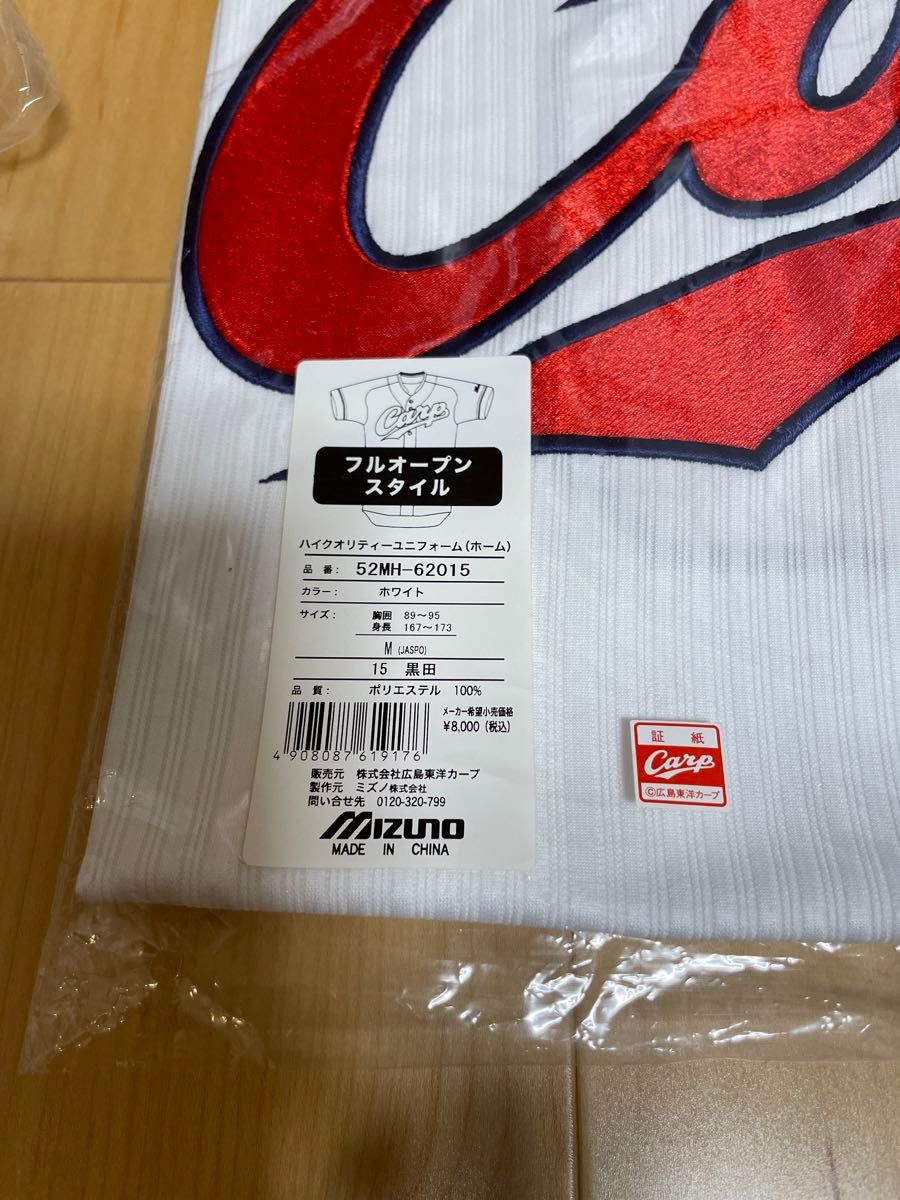 Ca
Carp
フルオープン
スタイル
ハイクオリティーユニフォーム(ホーム)
品 番: 52MH-62015
カラー: ホワイト
サイズ: 胸囲 89〜95
身長 167〜173
M (JASPO)
15 黒田
品 質: ポリエステル 100%
メーカー希望小売価格
¥8,000(税込)
4 908087 619176
販売元 株式会社広島東洋カープ
製作元 ミズノ株式会社
問い合せ先 0120-320-799
MIZUNO
MADE IN CHINA
証 紙
Carp
©広島東洋カープ